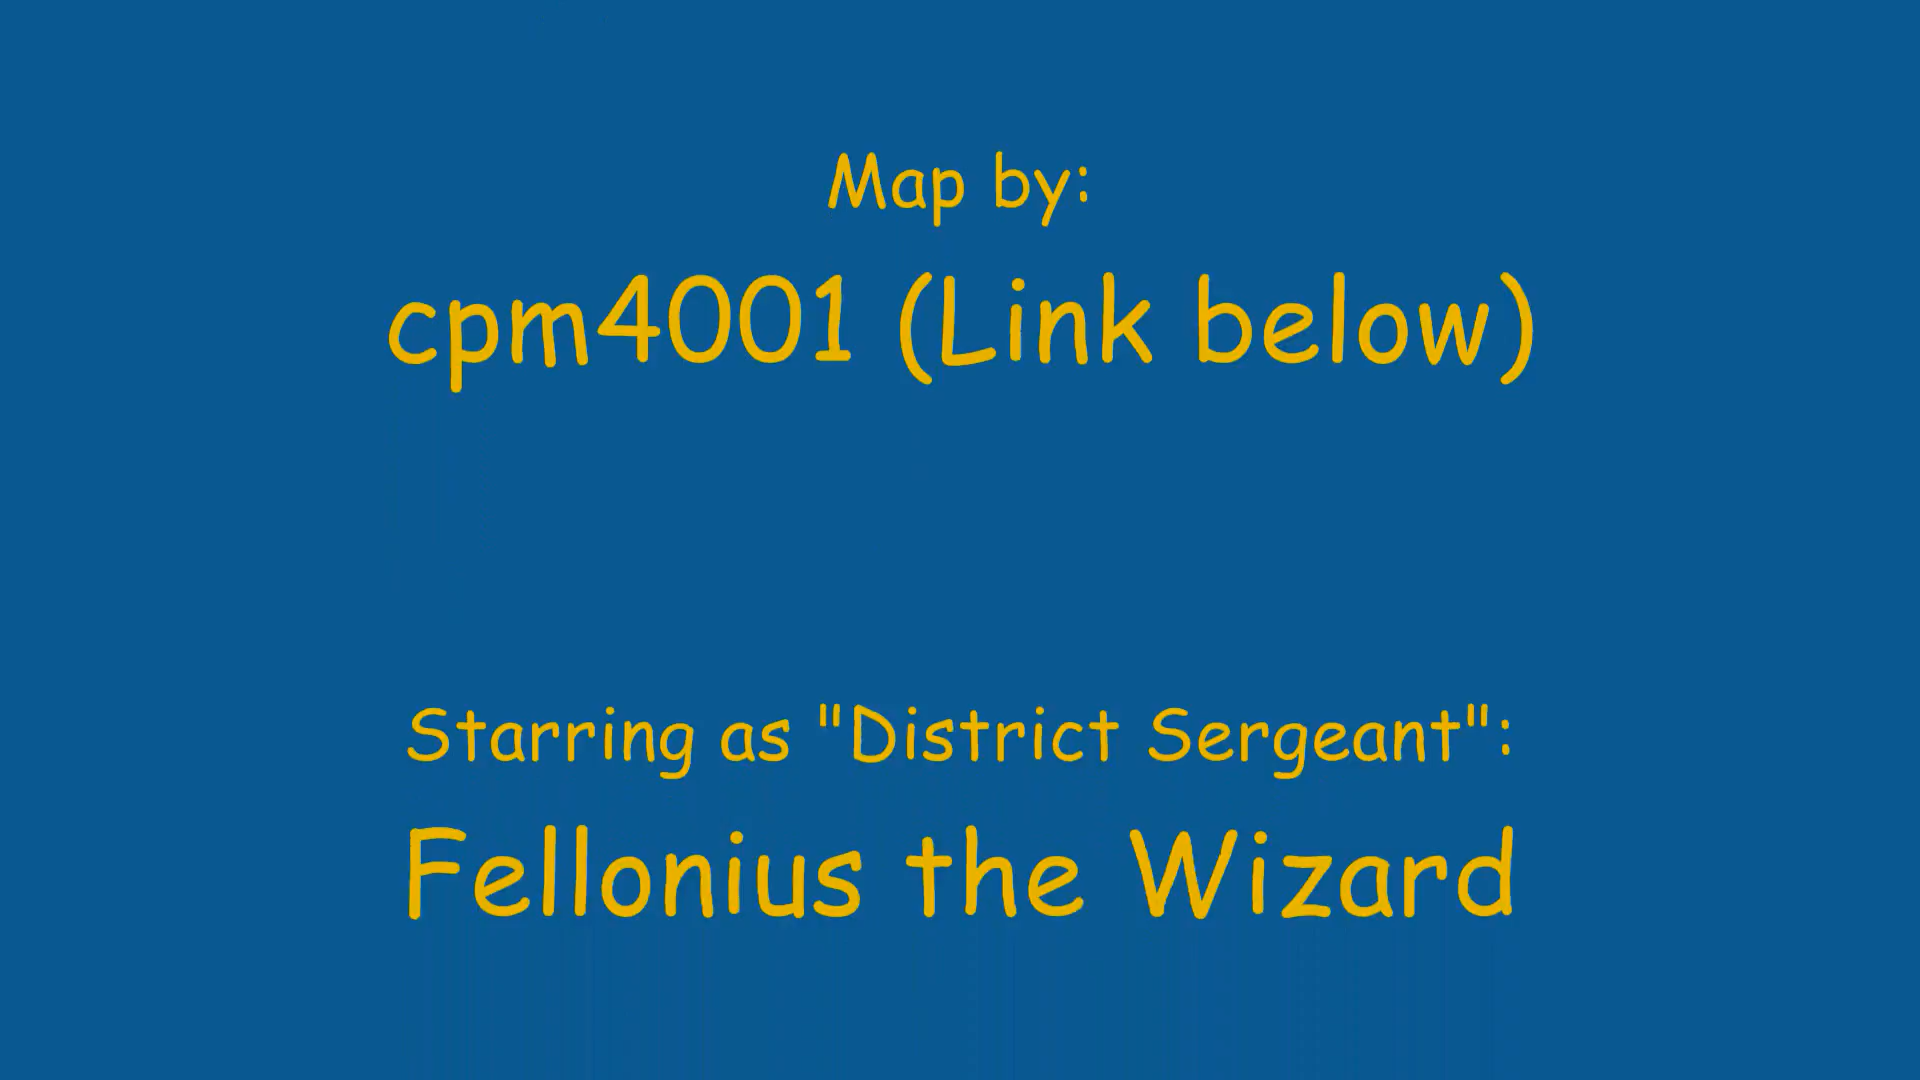 Map by:
cpm4001 (Link below)
Starring as "District Sergeant":
Fellonius the Wizard